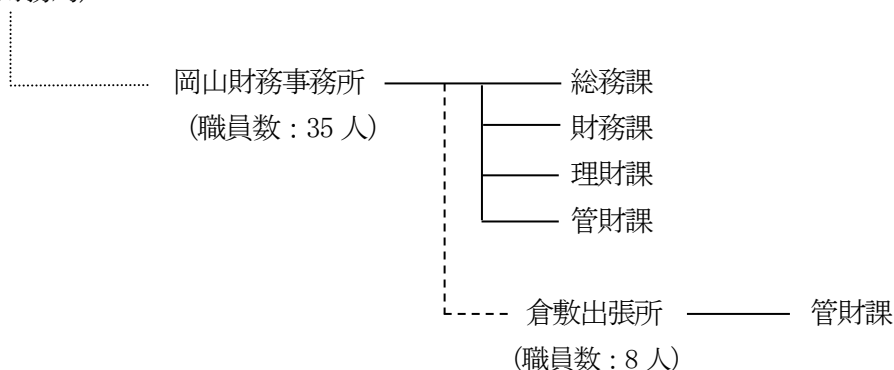 岡山財務事務所 総務課
(職員数：35 人) 財務課
理財課
管財課
倉敷出張所 管財課
(職員数：8 人)